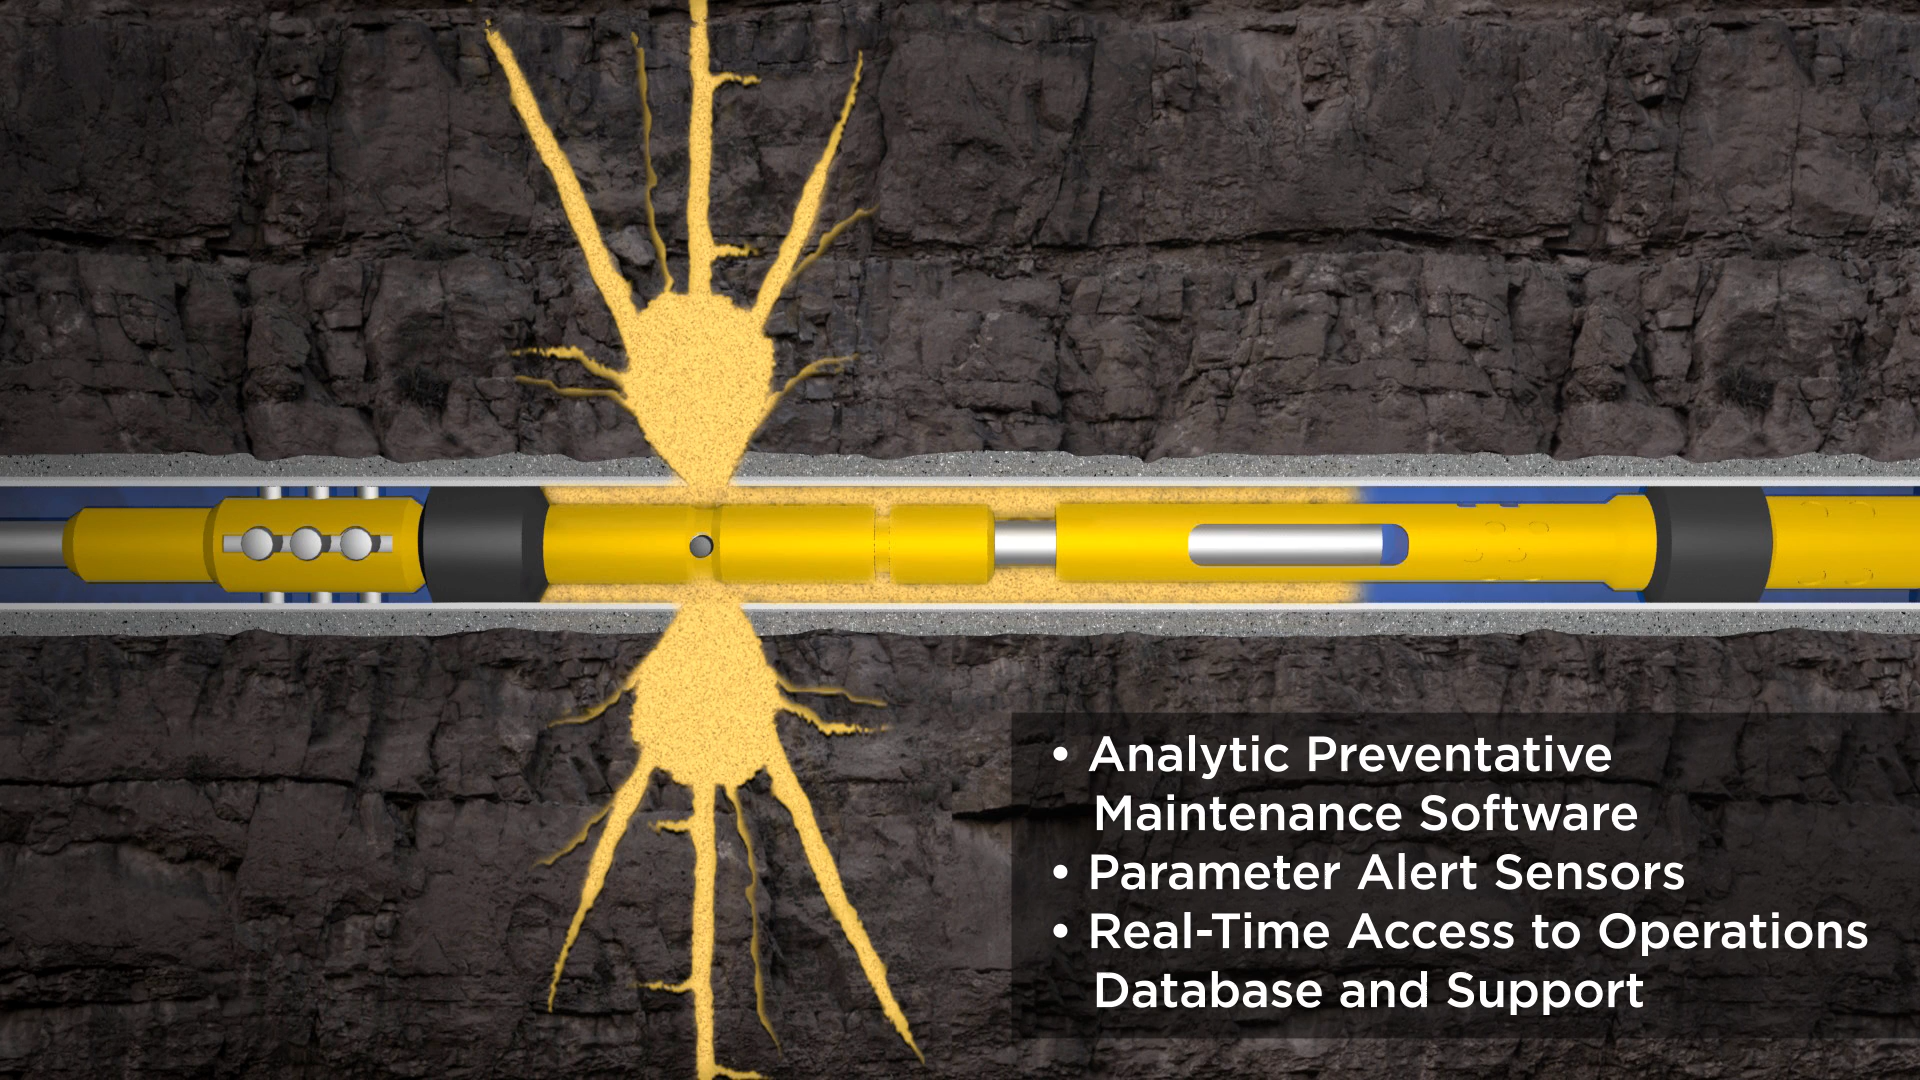 • Analytic Preventative
Maintenance Software
• Parameter Alert Sensors
• Real-Time Access to Operations
Database and Support